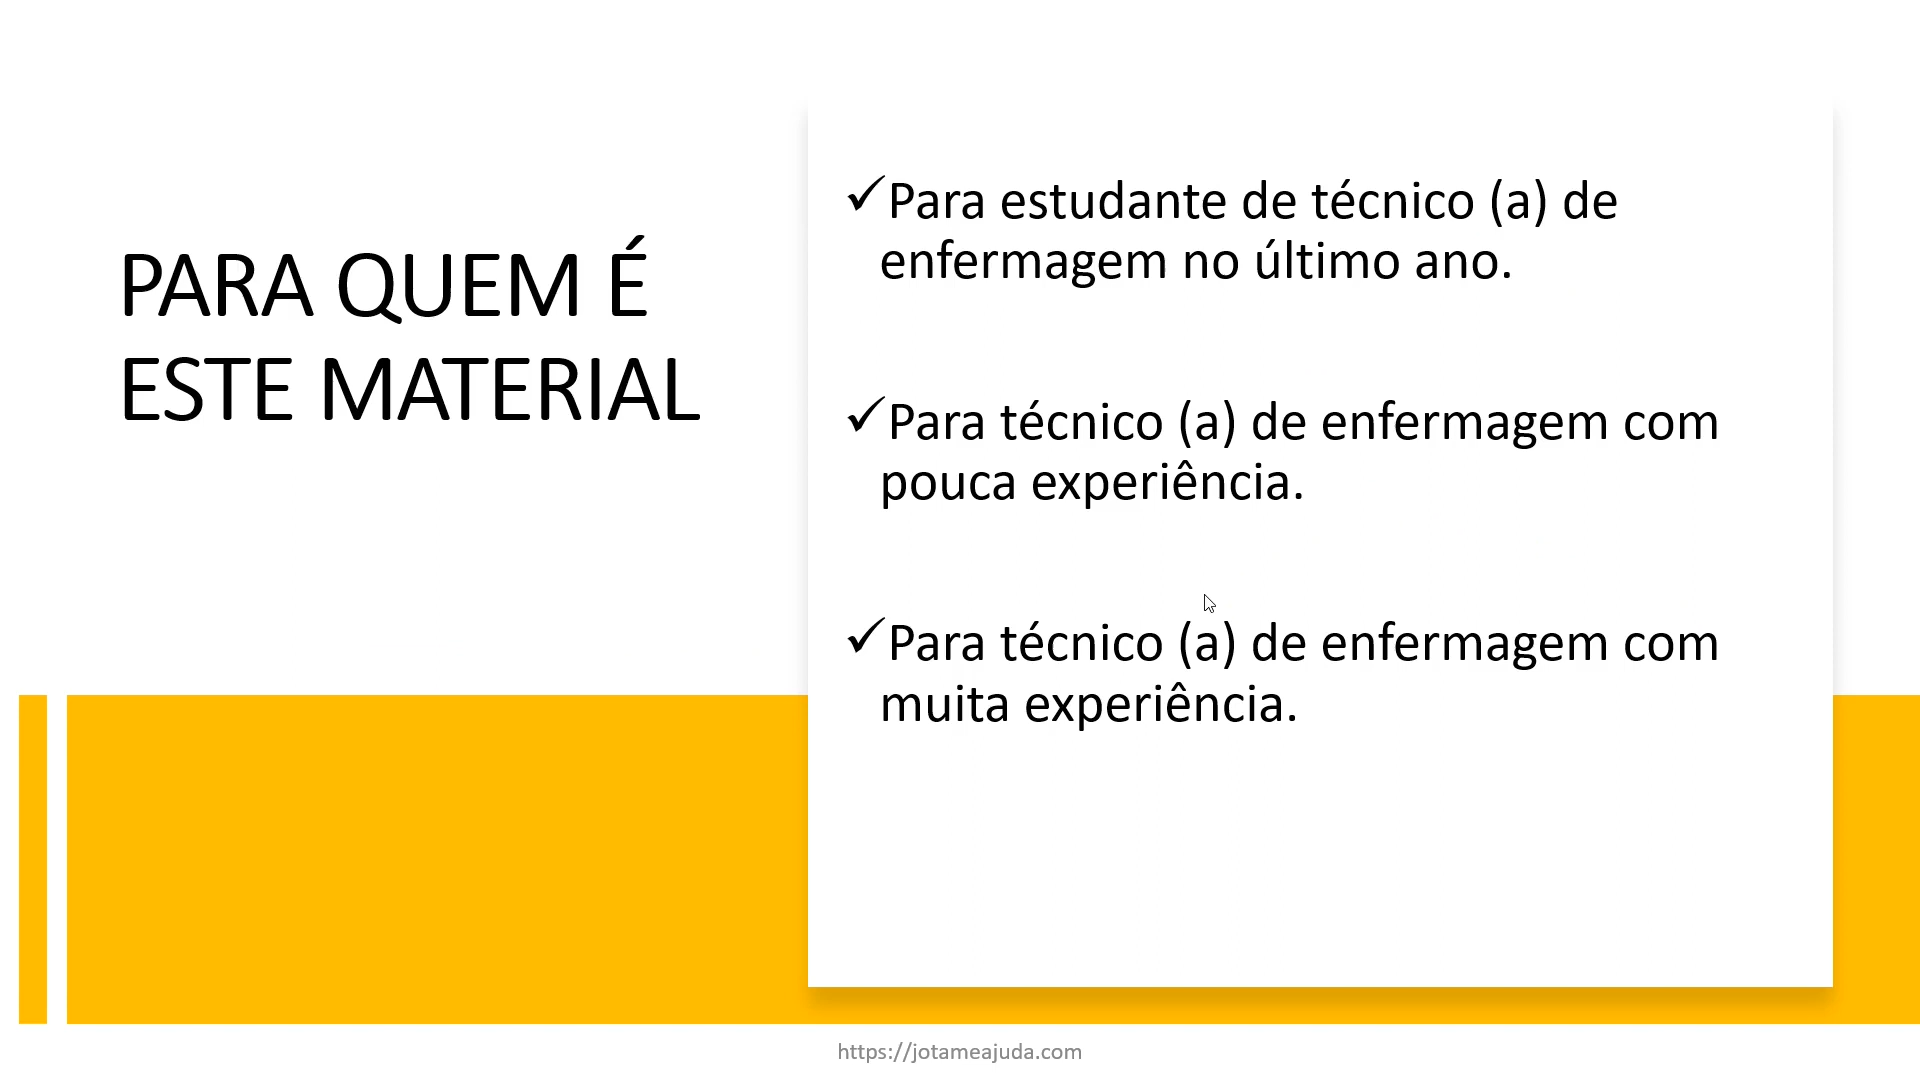 PARA QUEM É
ESTE MATERIAL
✓Para estudante de técnico (a) de
enfermagem no último ano.
✓Para técnico (a) de enfermagem com
pouca experiência.
✓Para técnico (a) de enfermagem com
muita experiência.
https://jotameajuda.com